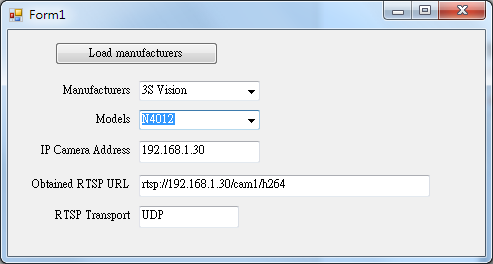 Form1
Load manufacturers
Manufacturers 3S Vision
Models N4012
IP Camera Address 192.168.1.30
Obtained RTSP URL rtsp://192.168.1.30/cam1/h264
RTSP Transport UDP